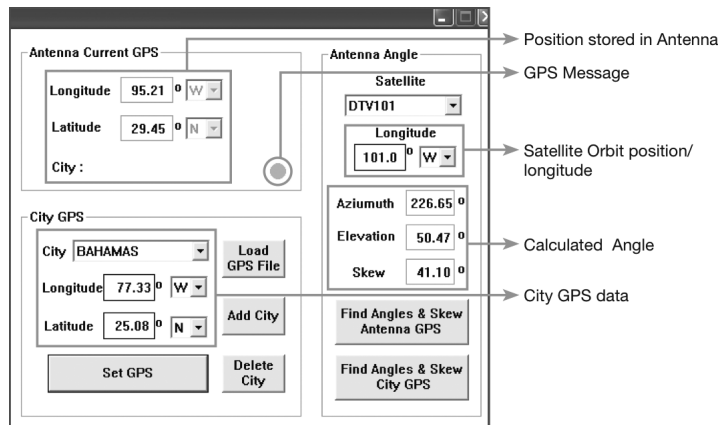 Antenna Current GPS
Longitude 95.21 º W
Latitude 29.45 º N
City :
City GPS
City BAHAMAS
Longitude 77.33 º W
Latitude 25.08 º N
Load
GPS File
Add City
Set GPS
Delete
City
Antenna Angle
Satellite
DTV101
Longitude
101.0 º W
Aziumuth 226.65 º
Elevation 50.47 º
Skew 41.10 º
Find Angles & Skew
Antenna GPS
Find Angles & Skew
City GPS
Position stored in Antenna
GPS Message
Satellite Orbit position/
longitude
Calculated Angle
City GPS data